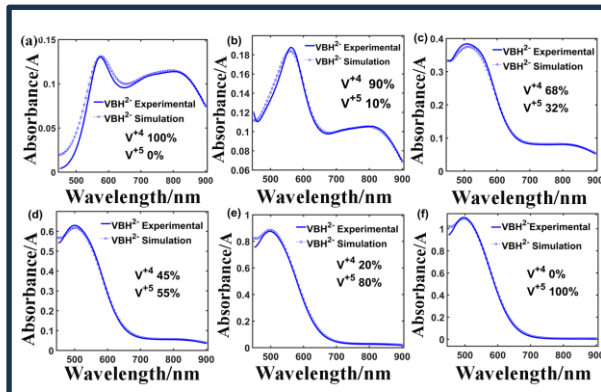 (a)
0.15
VBH2- Experimental
VBH2- Simulation
0.1
V+4 100%
V+5 0%
0.05
0
500 600 700 800 900
Absorbance/A
Wavelength/nm
(b)
VBH2- Experimental
VBH2- Simulation
0.18
V+4 90%
V+5 10%
0.16
0.14
0.12
0.1
0.08
0.06
500 600 700 800 900
Absorbance/A
Wavelength/nm
(c)
0.4
VBH2- Experimental
VBH2- Simulation
0.3
V+4 68%
V+5 32%
0.2
0.1
0
500 600 700 800 900
Absorbance/A
Wavelength/nm
(d)
VBH2- Experimental
VBH2- Simulation
0.6
0.5
V+4 45%
V+5 55%
0.4
0.3
0.2
0.1
0
500 600 700 800 900
Absorbance/A
Wavelength/nm
(e)
1
VBH2- Experimental
VBH2- Simulation
0.8
V+4 20%
V+5 80%
0.6
0.4
0.2
0
500 600 700 800 900
Absorbance/A
Wavelength/nm
(f)
VBH2- Experimental
VBH2- Simulation
1
0.8
V+4 0%
V+5 100%
0.6
0.4
0.2
0
500 600 700 800 900
Absorbance/A
Wavelength/nm